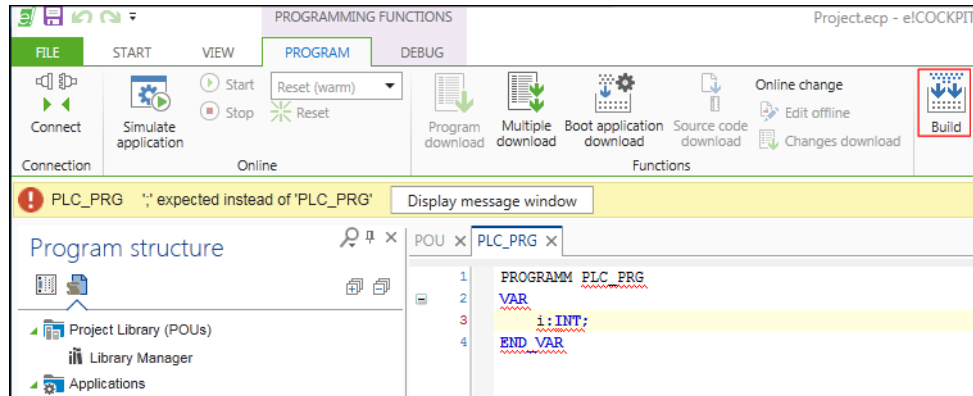 PROGRAMMING FUNCTIONS
Project.ecp - e!COCKPIT
FILE START VIEW PROGRAM DEBUG
Connect
Simulate application
Start
Stop
Reset (warm)
Reset
Program download
Multiple download
Boot application download
Source code download
Online change
Edit offline
Changes download
Build
Connection Online Functions
PLC_PRG ';' expected instead of 'PLC_PRG' Display message window
Program structure
POU PLC_PRG
Project Library (POUs)
Library Manager
Applications
1 PROGRAMM PLC_PRG
2 VAR
3 i:INT;
4 END_VAR